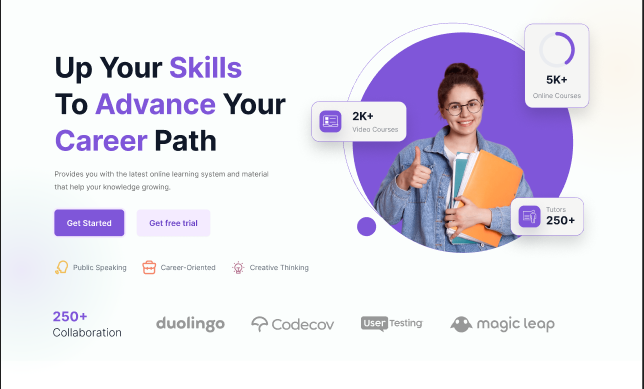 Up Your Skills
To Advance Your
Career Path
Provides you with the latest online learning system and material
that help your knowledge growing.
Get Started
Get free trial
Public Speaking
Career-Oriented
Creative Thinking
2K+
Video Courses
5K+
Online Courses
Tutors
250+
250+
Collaboration
duolingo
Codecov
UserTesting
magic leap